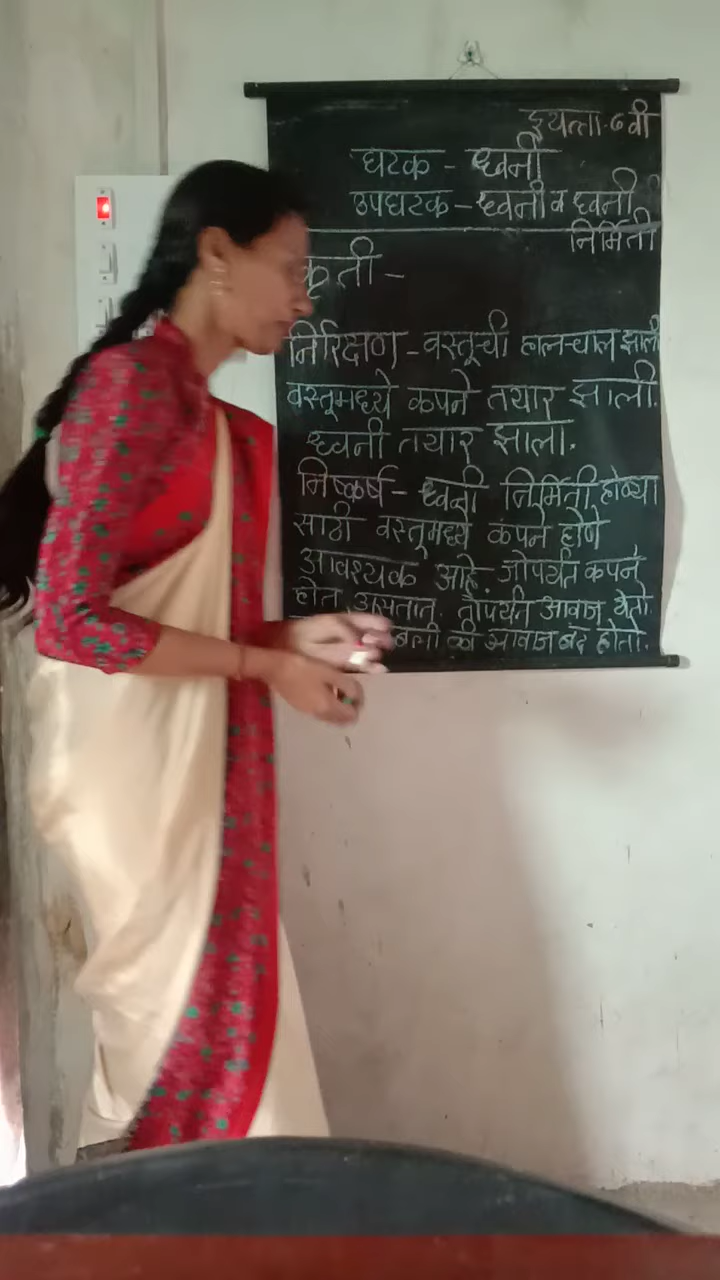 इयत्ता-७वी
घटक - ध्वनी
उपघटक - ध्वनी व ध्वनी
निर्मिती
कृती -
निरिक्षण - वस्तूची हालचाल झाली
वस्तूमध्ये कंपने तयार झाली.
ध्वनी तयार झाला.
निष्कर्ष - ध्वनी निर्मिती होण्या
साठी वस्तूमध्ये कंपने होणे
आवश्यक आहे. जोपर्यंत कंपने
होत असतात. तोपर्यंत आवाज येतो.
की आवाज बंद होतो.